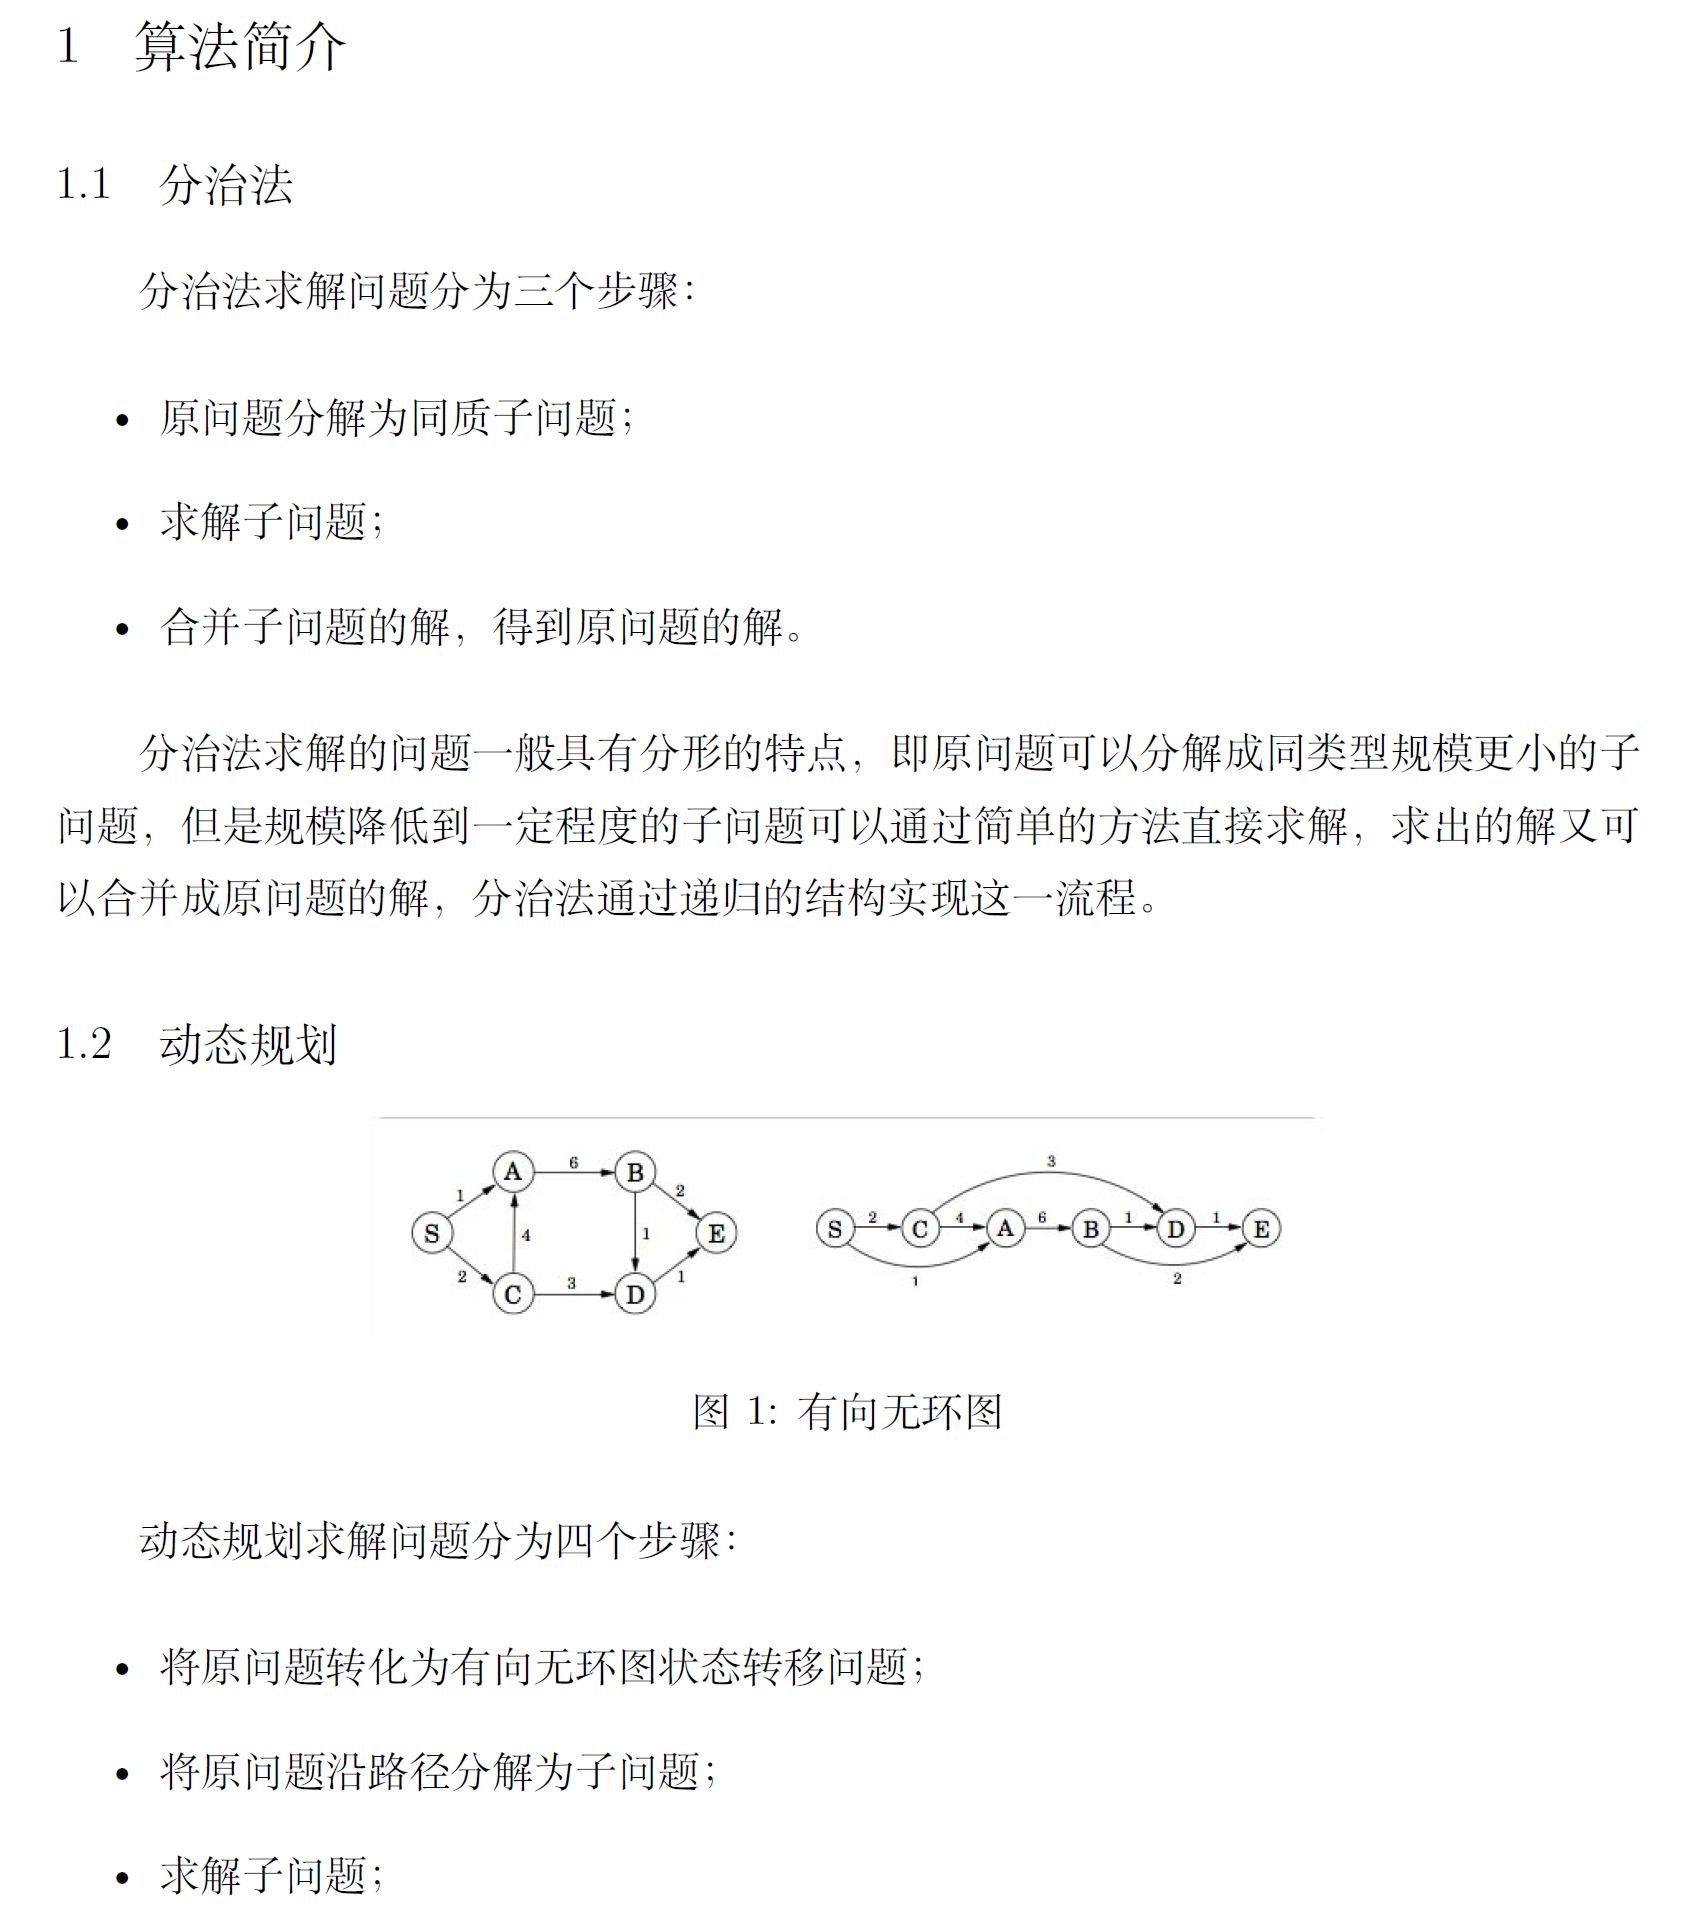 1 算法简介
1.1 分治法
分治法求解问题分为三个步骤：
• 原问题分解为同质子问题；
• 求解子问题；
• 合并子问题的解，得到原问题的解。
分治法求解的问题一般具有分形的特点，即原问题可以分解成同类型规模更小的子
问题，但是规模降低到一定程度的子问题可以通过简单的方法直接求解，求出的解又可
以合并成原问题的解，分治法通过递归的结构实现这一流程。
1.2 动态规划
A 6 B
1 2
S 4 1 E
2 1
C 3 D
3
S 2 C 4 A 6 B 1 D 1 E
1 2
图 1: 有向无环图
动态规划求解问题分为四个步骤：
• 将原问题转化为有向无环图状态转移问题；
• 将原问题沿路径分解为子问题；
• 求解子问题；